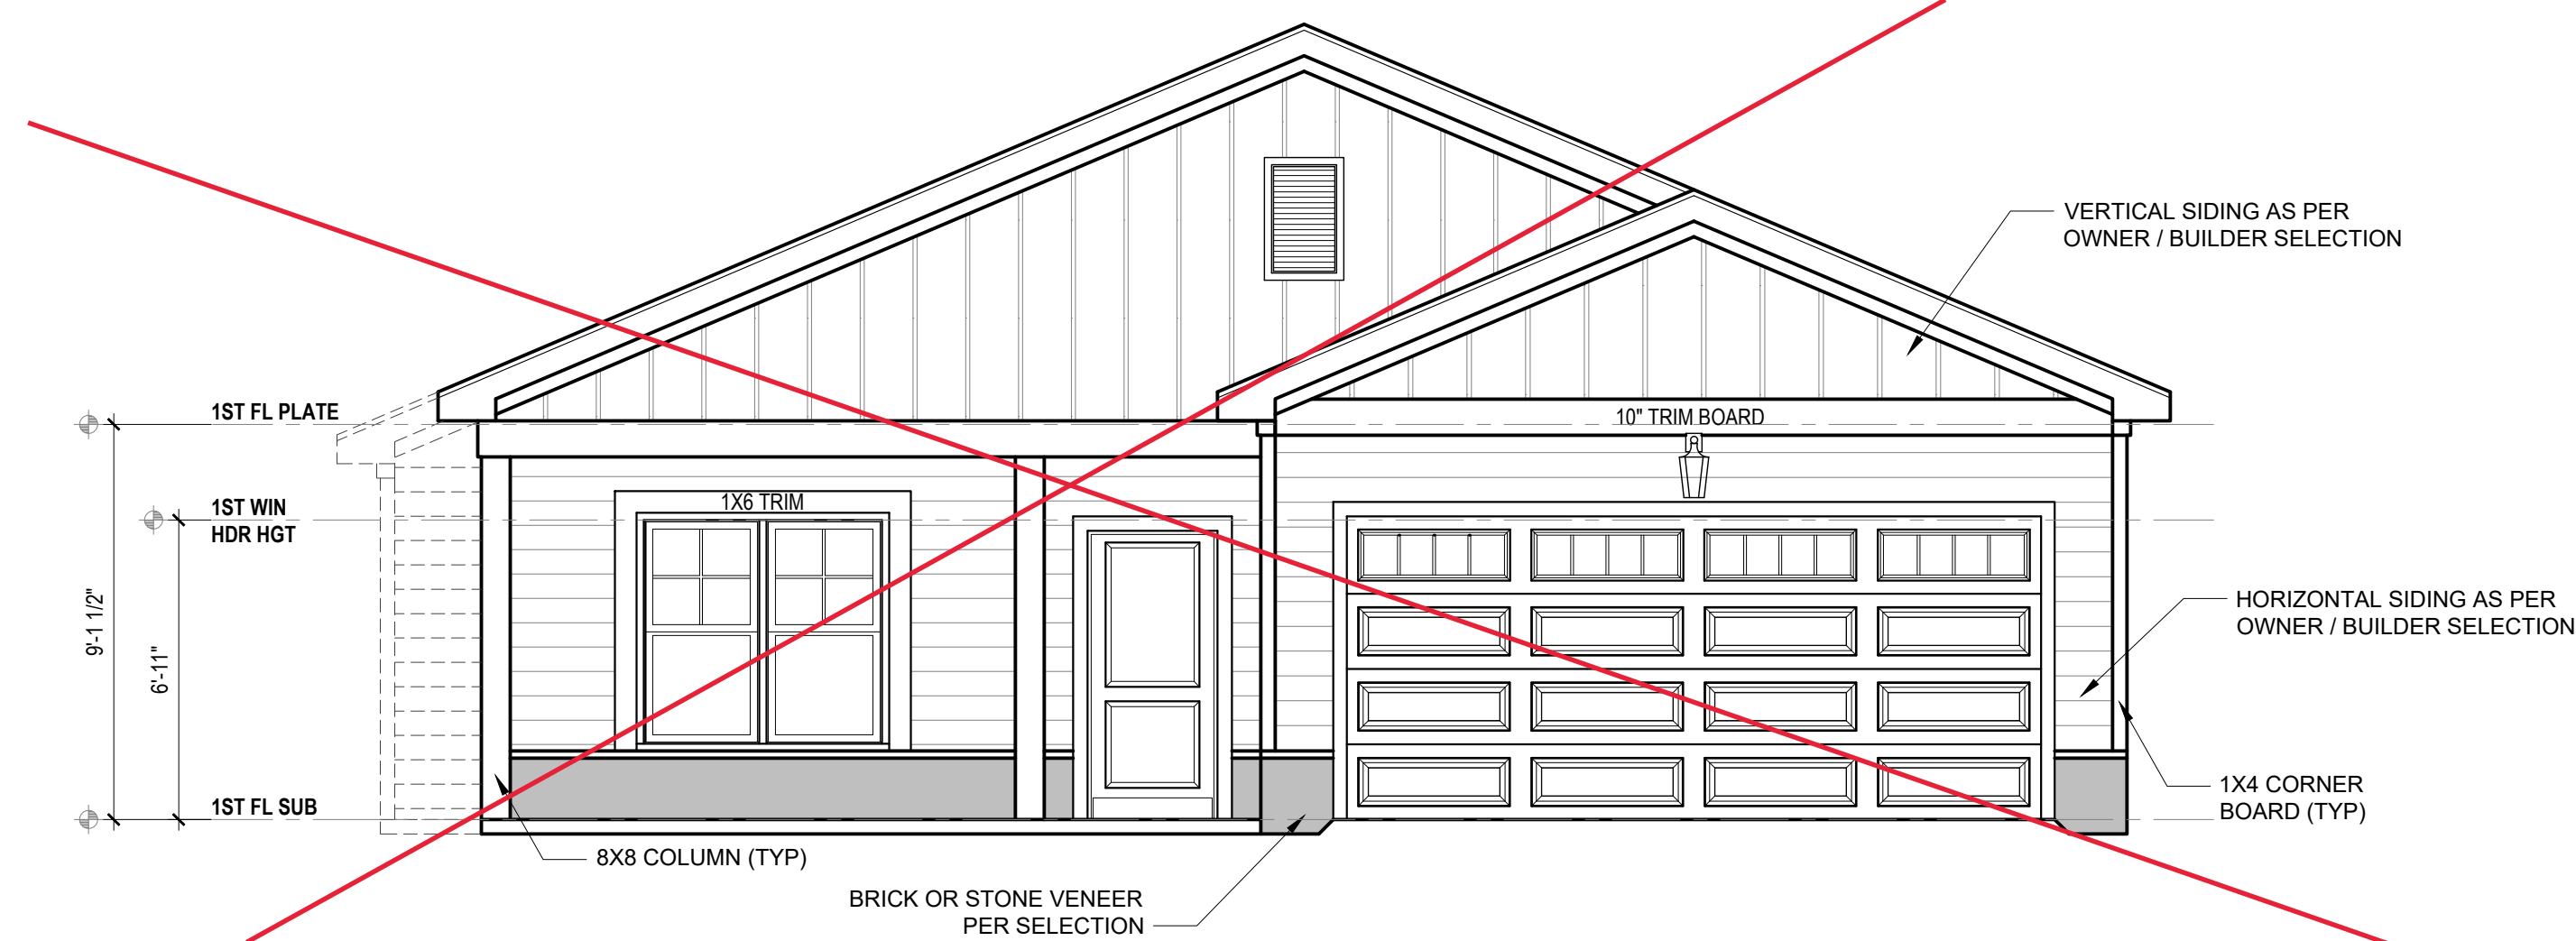 VERTICAL SIDING AS PER
OWNER / BUILDER SELECTION
1ST FL PLATE
10" TRIM BOARD
1X6 TRIM
1ST WIN
HDR HGT
9'-1 1/2"
6'-11"
HORIZONTAL SIDING AS PER
OWNER / BUILDER SELECTION
1ST FL SUB
1X4 CORNER
BOARD (TYP)
8X8 COLUMN (TYP)
BRICK OR STONE VENEER
PER SELECTION